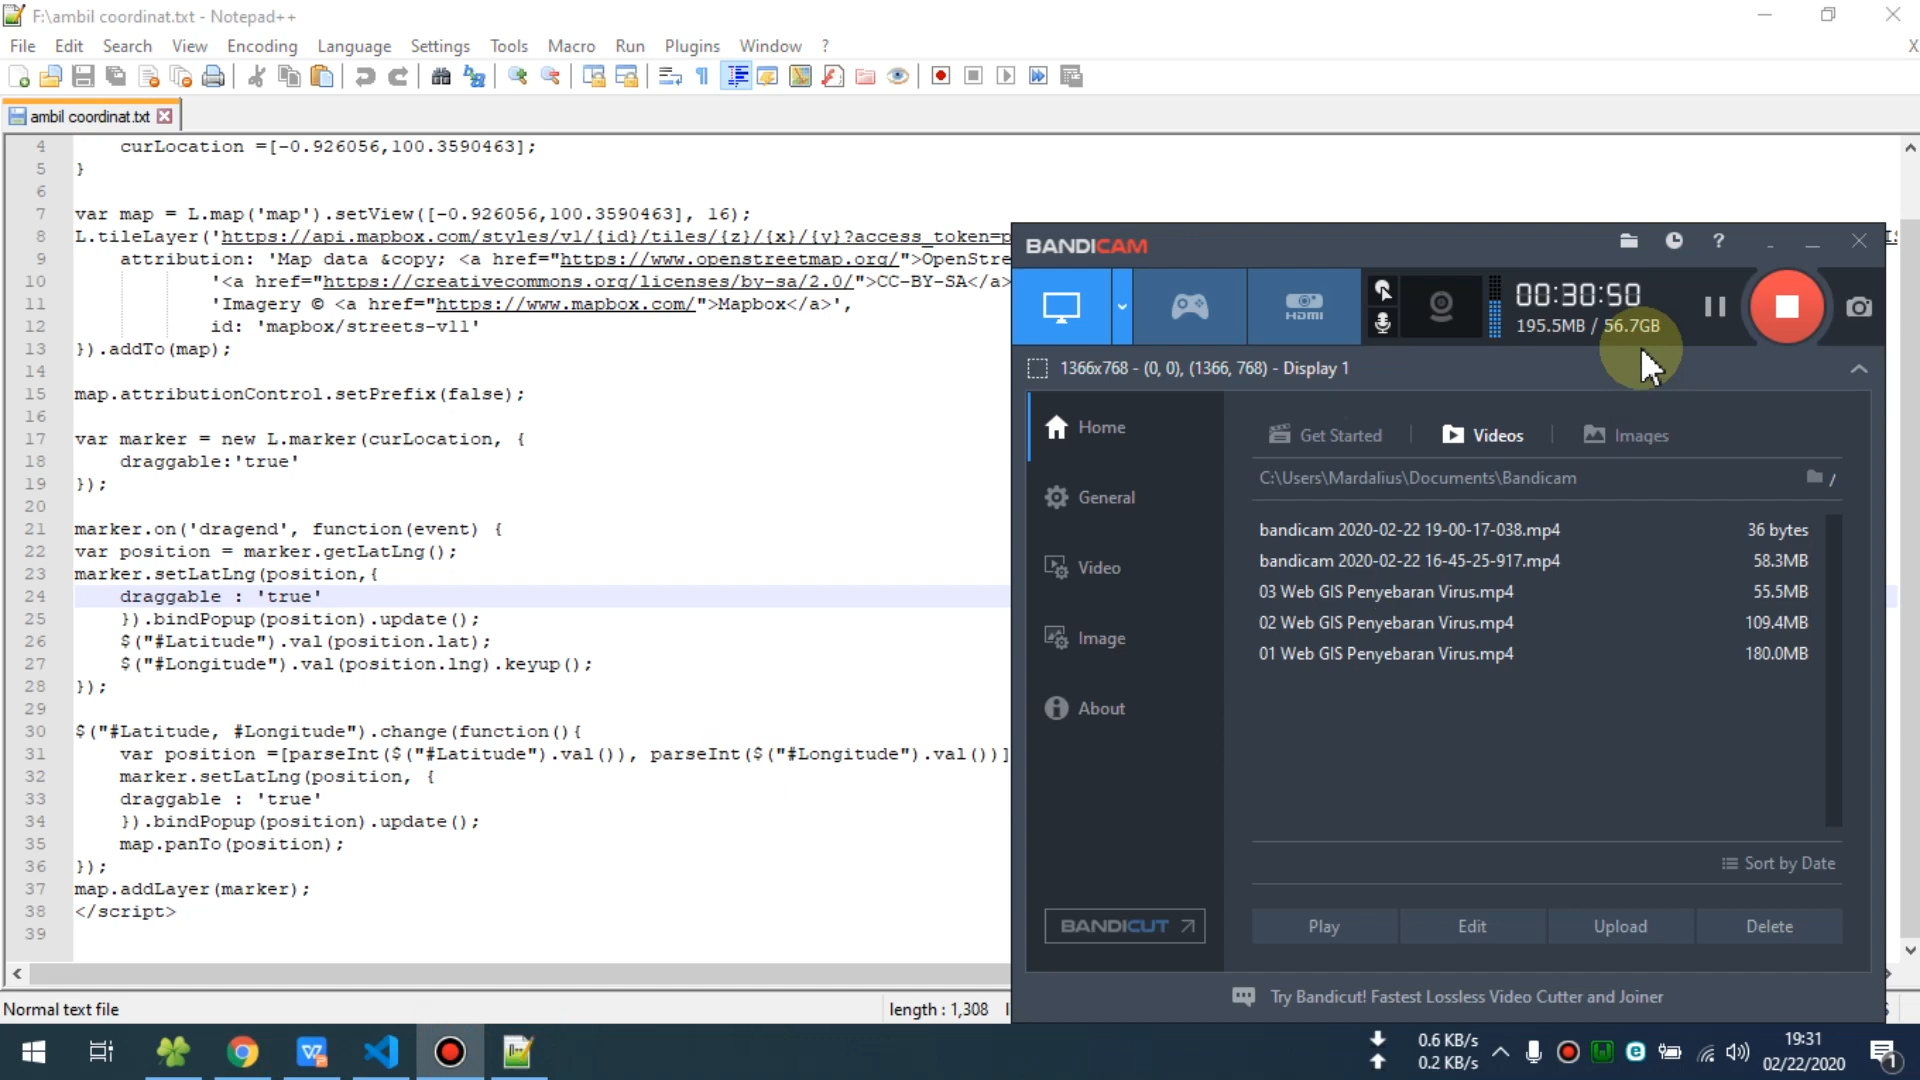 F:\ambil coordinat.txt - Notepad++
File Edit Search View Encoding Language Settings Tools Macro Run Plugins Window ? X
ambil coordinat.txt
4 curLocation =[-0.926056,100.3590463];
5 }
6
7 var map = L.map('map').setView([-0.926056,100.3590463], 16);
8 L.tileLayer('https://api.mapbox.com/styles/v1/{id}/tiles/{z}/{x}/{y}?access_token=p
9 attribution: 'Map data &copy; <a href="https://www.openstreetmap.org/">OpenStre
10 '<a href="https://creativecommons.org/licenses/by-sa/2.0/">CC-BY-SA</a>
11 'Imagery © <a href="https://www.mapbox.com/">Mapbox</a>',
12 id: 'mapbox/streets-v11'
13 }).addTo(map);
14
15 map.attributionControl.setPrefix(false);
16
17 var marker = new L.marker(curLocation, {
18 draggable:'true'
19 });
20
21 marker.on('dragend', function(event) {
22 var position = marker.getLatLng();
23 marker.setLatLng(position,{
24 draggable : 'true'
25 }).bindPopup(position).update();
26 $("#Latitude").val(position.lat);
27 $("#Longitude").val(position.lng).keyup();
28 });
29
30 $("#Latitude, #Longitude").change(function(){
31 var position =[parseInt($("#Latitude").val()), parseInt($("#Longitude").val())]
32 marker.setLatLng(position, {
33 draggable : 'true'
34 }).bindPopup(position).update();
35 map.panTo(position);
36 });
37 map.addLayer(marker);
38 </script>
39
Normal text file
length : 1,308
BANDICAM
?
HDMI
00:30:50
195.5MB / 56.7GB
1366x768 - (0, 0), (1366, 768) - Display 1
Home
General
Video
Image
About
BANDICUT
Get Started
Videos
Images
C:\Users\Mardalius\Documents\Bandicam
/
bandicam 2020-02-22 19-00-17-038.mp4 36 bytes
bandicam 2020-02-22 16-45-25-917.mp4 58.3MB
03 Web GIS Penyebaran Virus.mp4 55.5MB
02 Web GIS Penyebaran Virus.mp4 109.4MB
01 Web GIS Penyebaran Virus.mp4 180.0MB
Sort by Date
Play Edit Upload Delete
Try Bandicut! Fastest Lossless Video Cutter and Joiner
0.6 KB/s
0.2 KB/s
19:31
02/22/2020
1